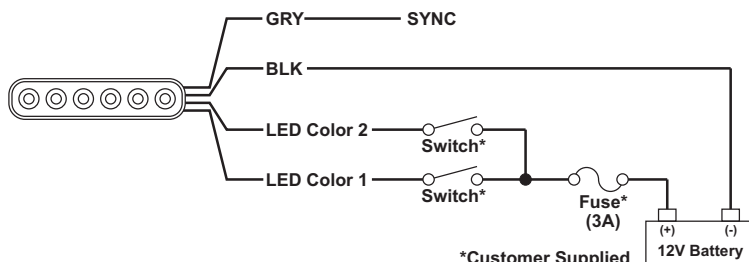 GRY SYNC
BLK
LED Color 2
Switch*
LED Color 1
Switch*
Fuse*
(3A)
(+) (-)
12V Battery
*Customer Supplied